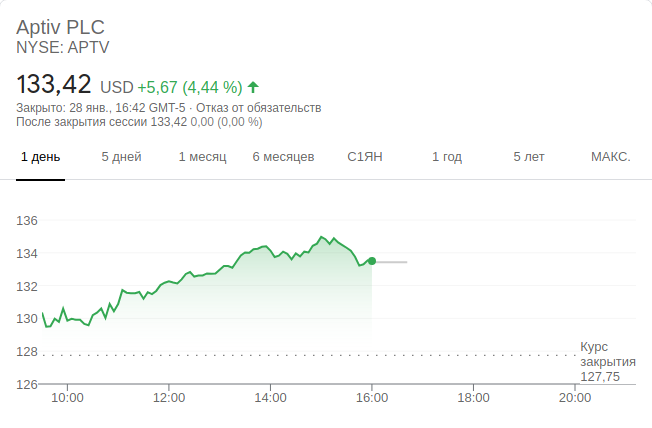 Aptiv PLC
NYSE: APTV
133,42 USD +5,67 (4,44 %)
Закрыто: 28 янв., 16:42 GMT-5 · Отказ от обязательств
После закрытия сессии 133,42 0,00 (0,00 %)
1 день 5 дней 1 месяц 6 месяцев С1ЯН 1 год 5 лет МАКС.
136
134
132
130
128
126
Курс
закрытия
127,75
10:00 12:00 14:00 16:00 18:00 20:00